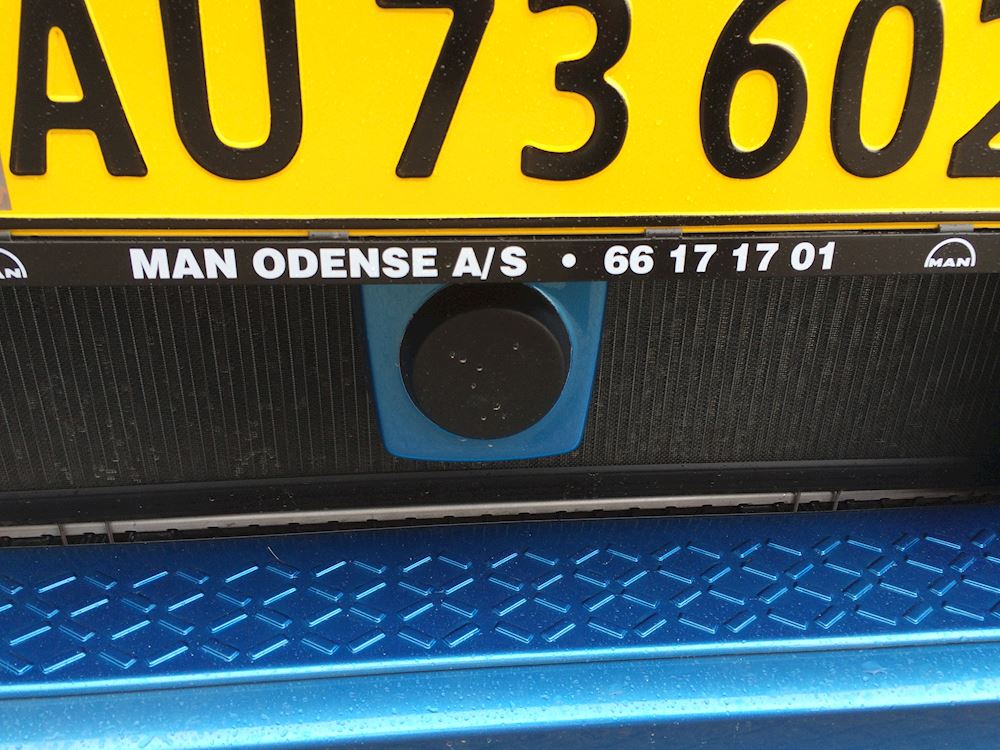 AU 73 602
MAN ODENSE A/S • 66 17 17 01 MAN